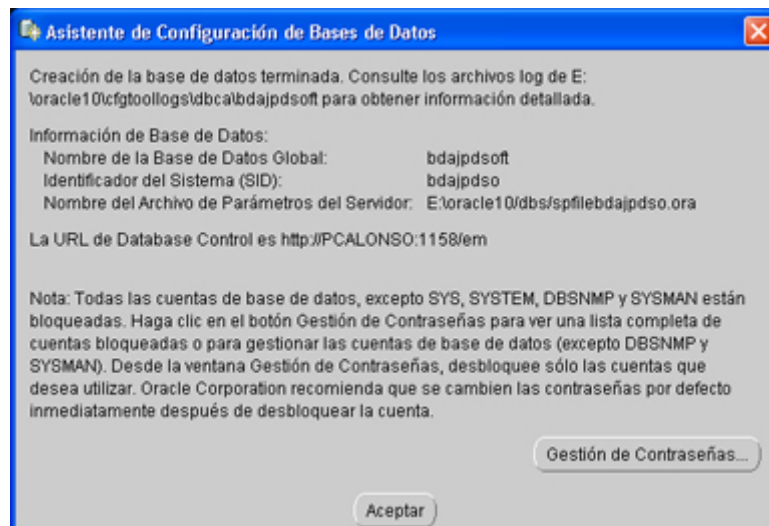 Asistente de Configuración de Bases de Datos
Creación de la base de datos terminada. Consulte los archivos log de E:
\oracle10\cfgtoollogs\dbca\bdajpdsoft para obtener información detallada.
Información de Base de Datos:
Nombre de la Base de Datos Global: bdajpdsoft
Identificador del Sistema (SID): bdajpdso
Nombre del Archivo de Parámetros del Servidor: E:\oracle10/dbs/spfilebdajpdso.ora
La URL de Database Control es http://PCALONSO:1158/em
Nota: Todas las cuentas de base de datos, excepto SYS, SYSTEM, DBSNMP y SYSMAN están
bloqueadas. Haga clic en el botón Gestión de Contraseñas para ver una lista completa de
cuentas bloqueadas o para gestionar las cuentas de base de datos (excepto DBSNMP y
SYSMAN). Desde la ventana Gestión de Contraseñas, desbloquee sólo las cuentas que
desea utilizar. Oracle Corporation recomienda que se cambien las contraseñas por defecto
inmediatamente después de desbloquear la cuenta.
Gestión de Contraseñas...
Aceptar